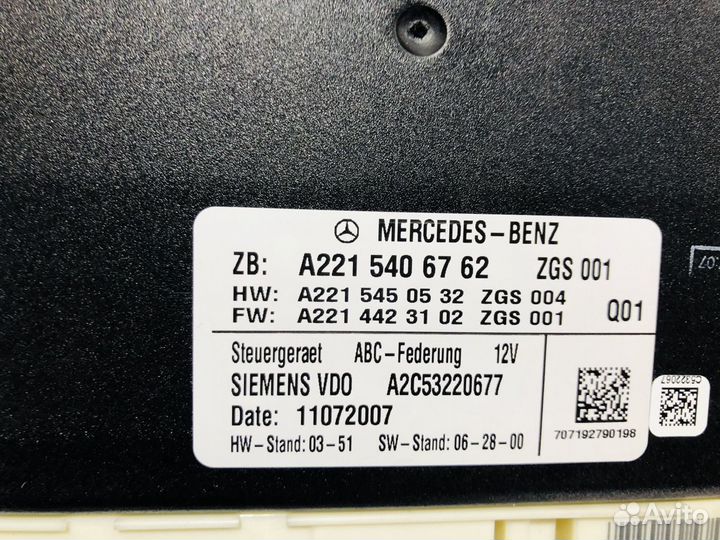 MERCEDES-BENZ
ZB: A221 540 67 62 ZGS 001
HW: A221 545 05 32 ZGS 004
FW: A221 442 31 02 ZGS 001 Q01
Steuergeraet ABC-Federung 12V
SIEMENS VDO A2C53220677
Date: 11072007
HW-Stand: 03-51 SW-Stand: 06-28-00
707192790198
Avito